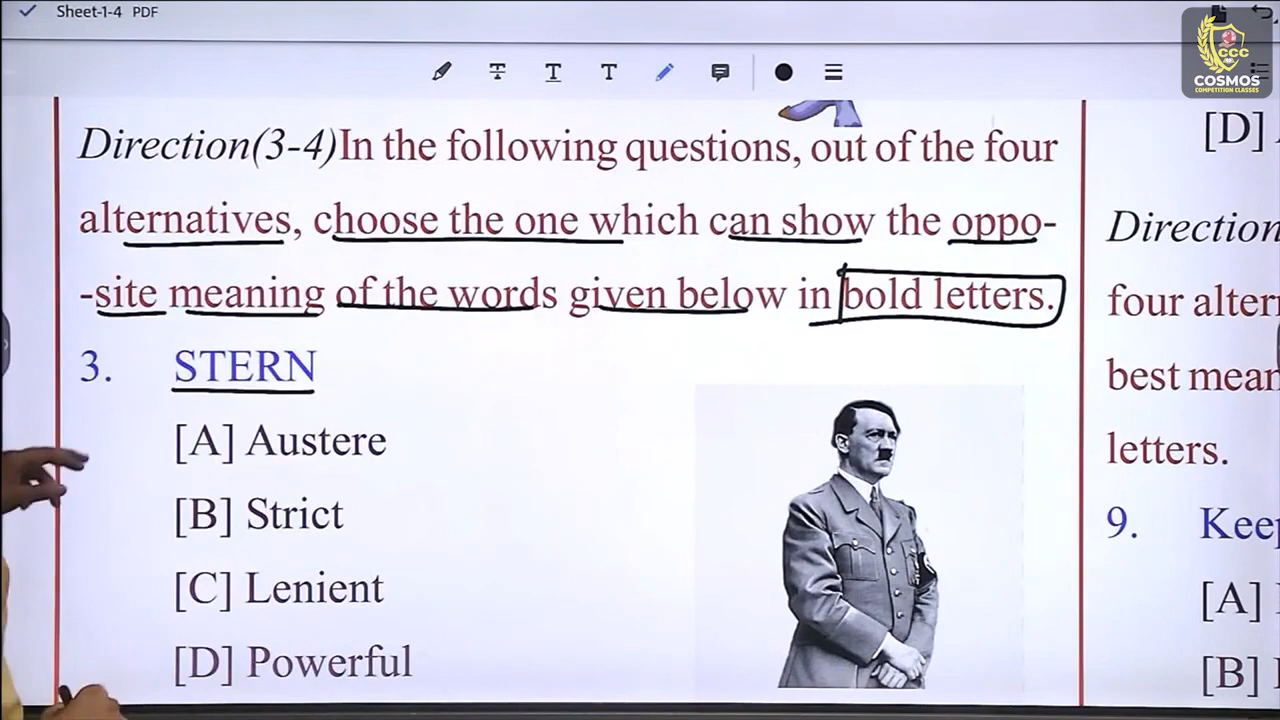 Sheet-1-4 PDF
CCC
COSMOS
COMPETITION CLASSES
Direction(3-4)In the following questions, out of the four
alternatives, choose the one which can show the oppo-
-site meaning of the words given below in bold letters.
3. STERN
[A] Austere
[B] Strict
[C] Lenient
[D] Powerful
[D]
Direction
four alter
best mean
letters.
9. Keep
[A]
[B]